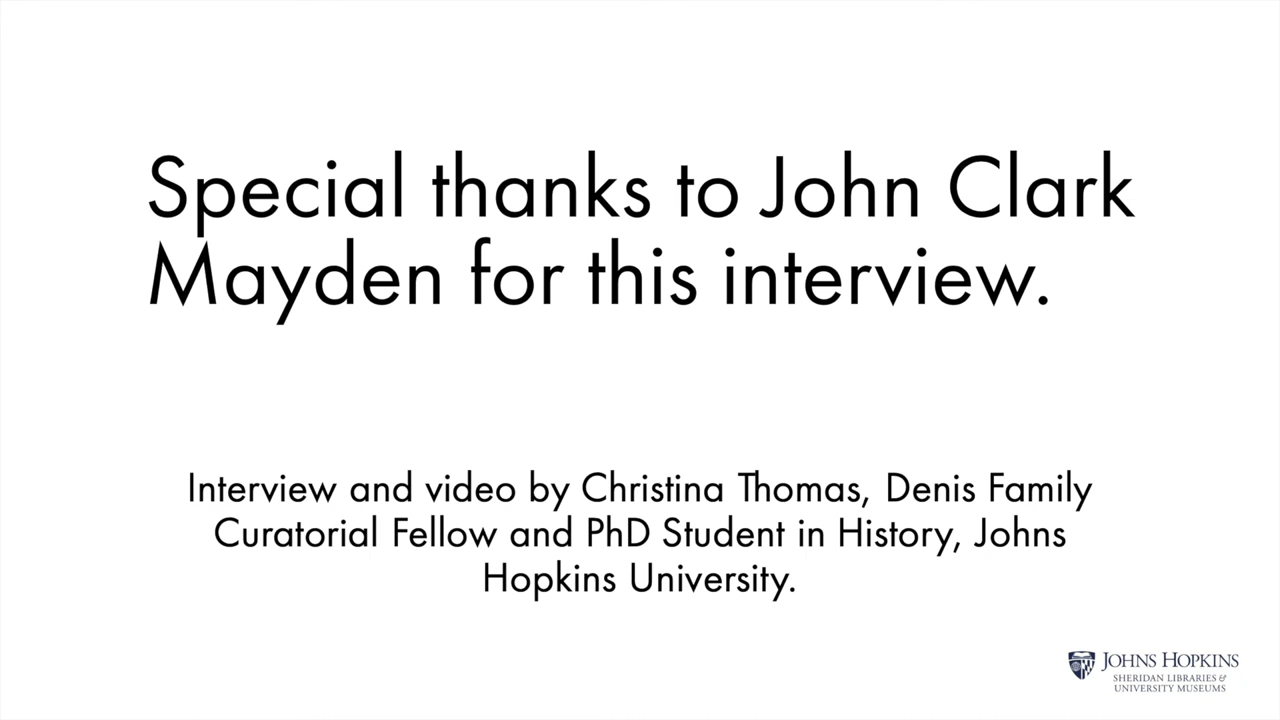 Special thanks to John Clark
Mayden for this interview.
Interview and video by Christina Thomas, Denis Family
Curatorial Fellow and PhD Student in History, Johns
Hopkins University.
JOHNS HOPKINS
SHERIDAN LIBRARIES &
UNIVERSITY MUSEUMS